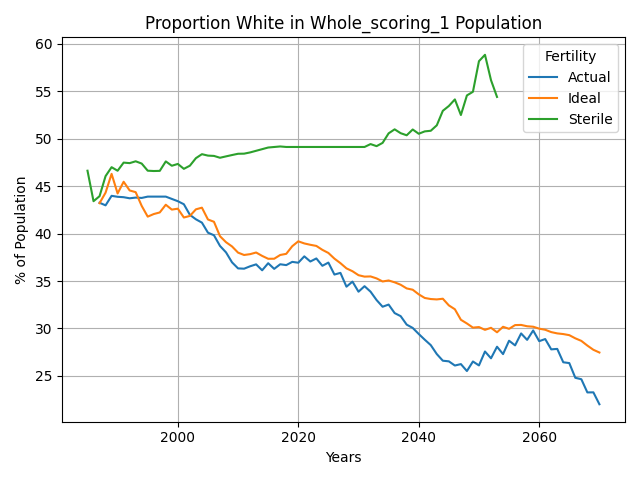 Proportion White in Whole_scoring_1 Population
60
55
50
45
40
35
30
25
% of Population
Fertility
Actual
Ideal
Sterile
2000
2020
2040
2060
Years